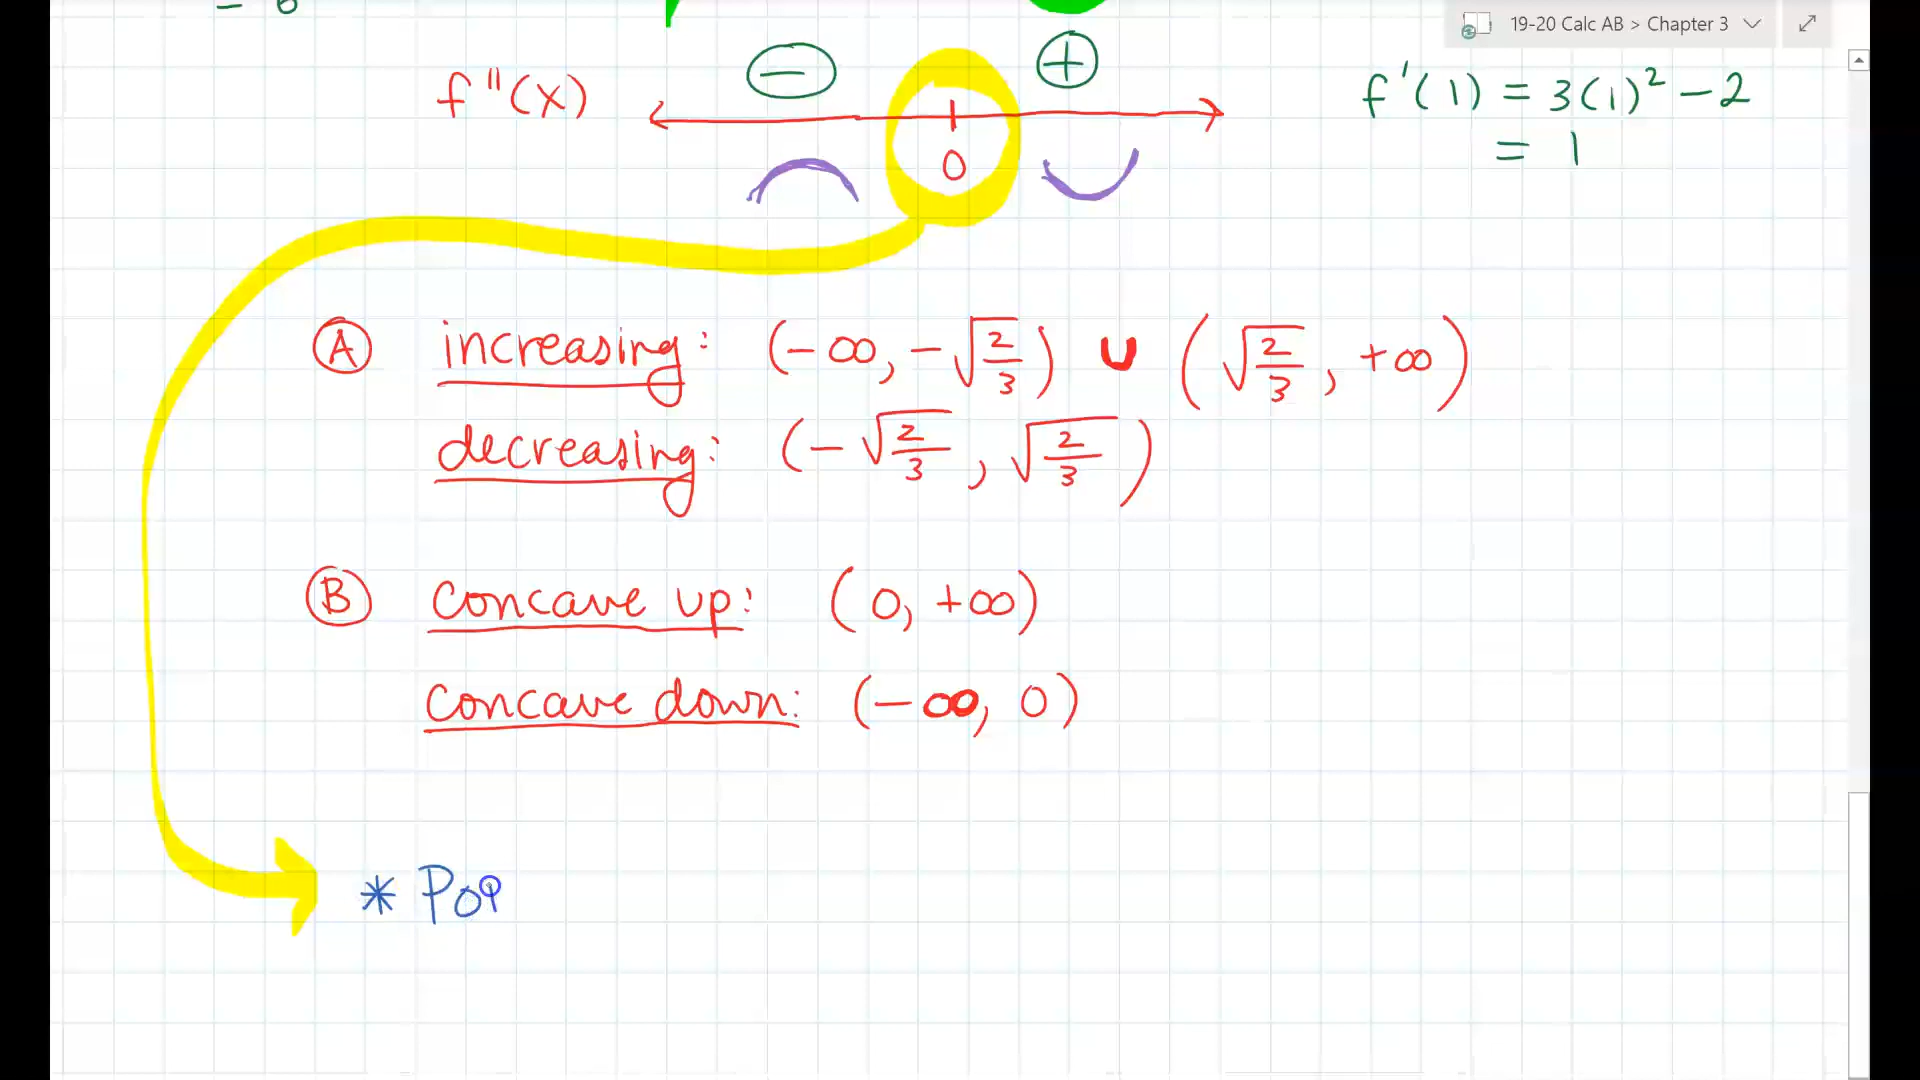 = 6
19-20 Calc AB > Chapter 3
− +
f''(x)
0
f'(1) = 3(1)² − 2
= 1
Ⓐ increasing: (−∞, −√(2/3)) ∪ (√(2/3), +∞)
decreasing: (−√(2/3), √(2/3))
Ⓑ concave up: (0, +∞)
concave down: (−∞, 0)
* Poi